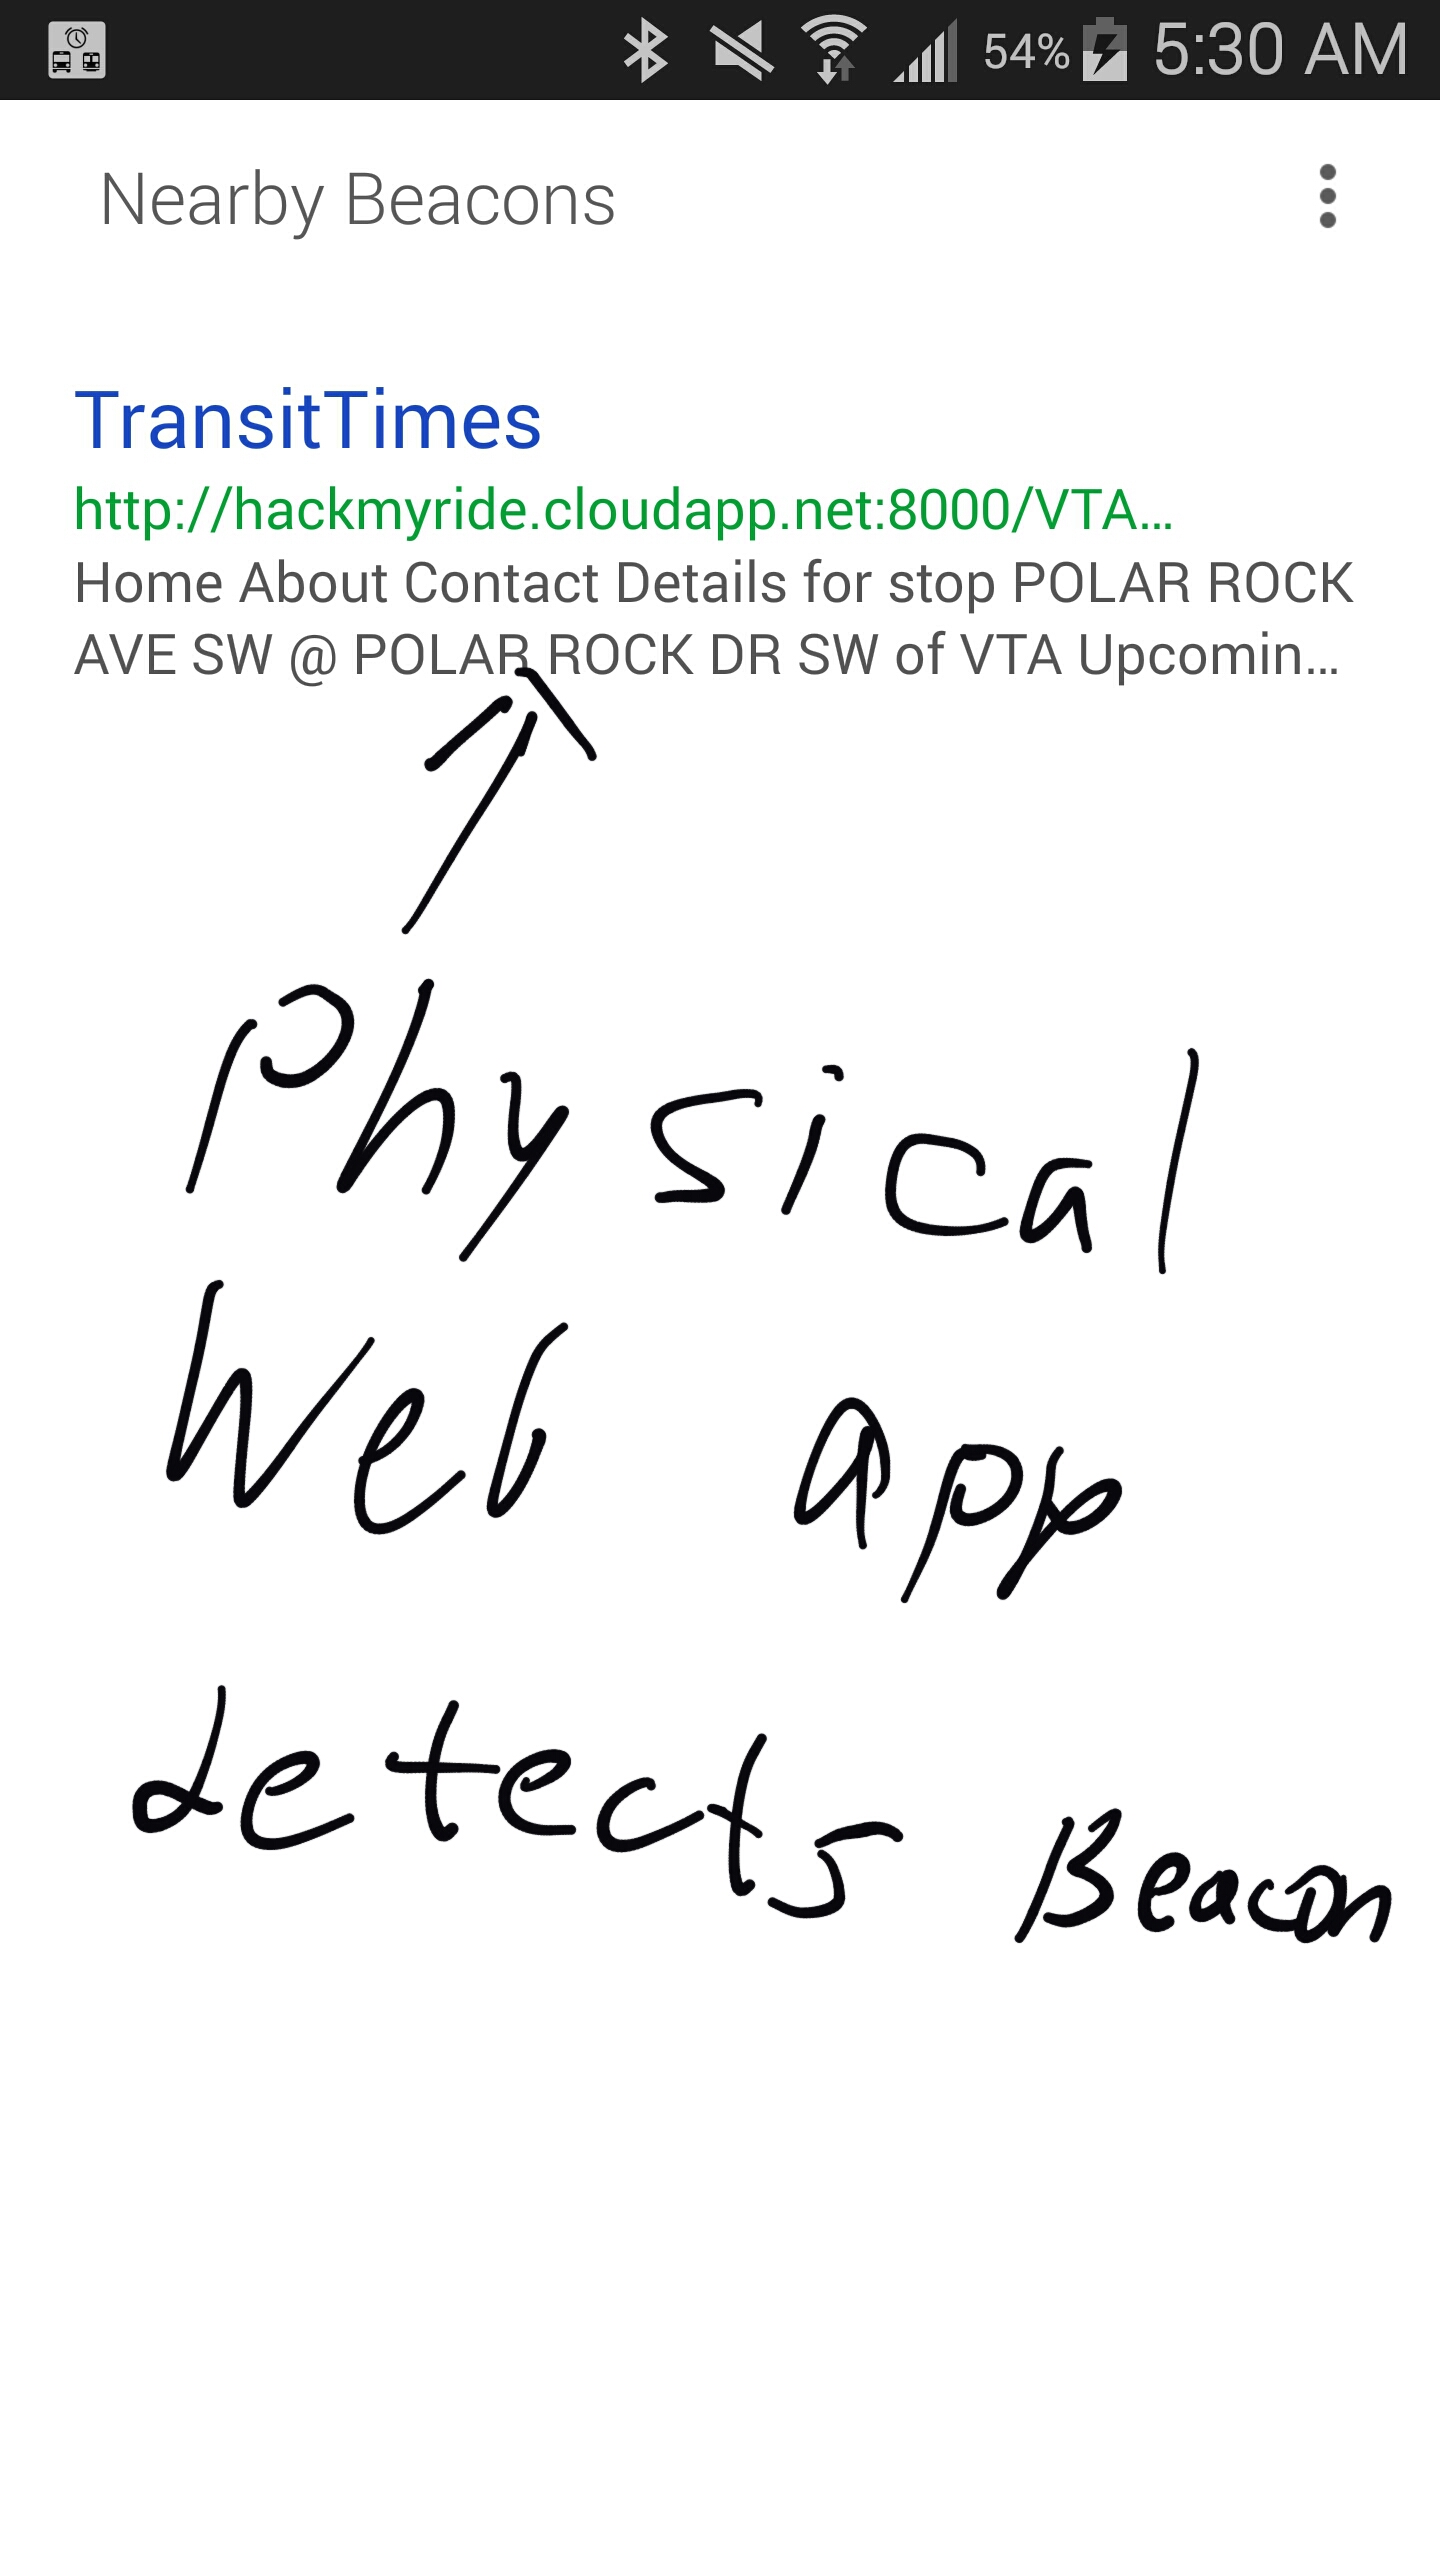 54% 5:30 AM
Nearby Beacons
TransitTimes
http://hackmyride.cloudapp.net:8000/VTA...
Home About Contact Details for stop POLAR ROCK
AVE SW @ POLAR ROCK DR SW of VTA Upcomin...
Physical
Web app
detects Beacon